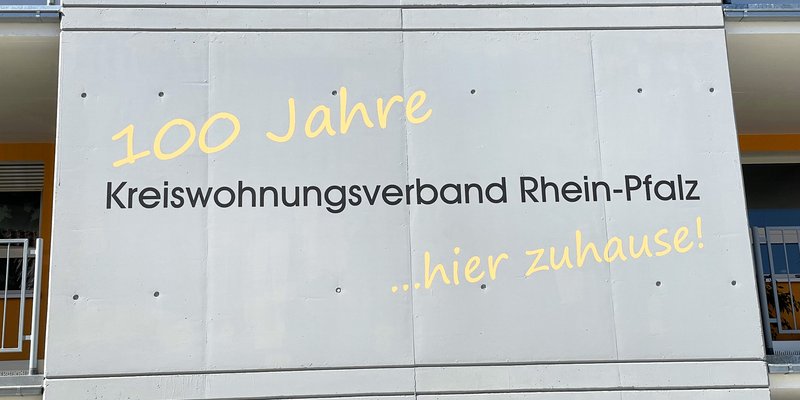 100 Jahre
Kreiswohnungsverband Rhein-Pfalz
...hier zuhause!